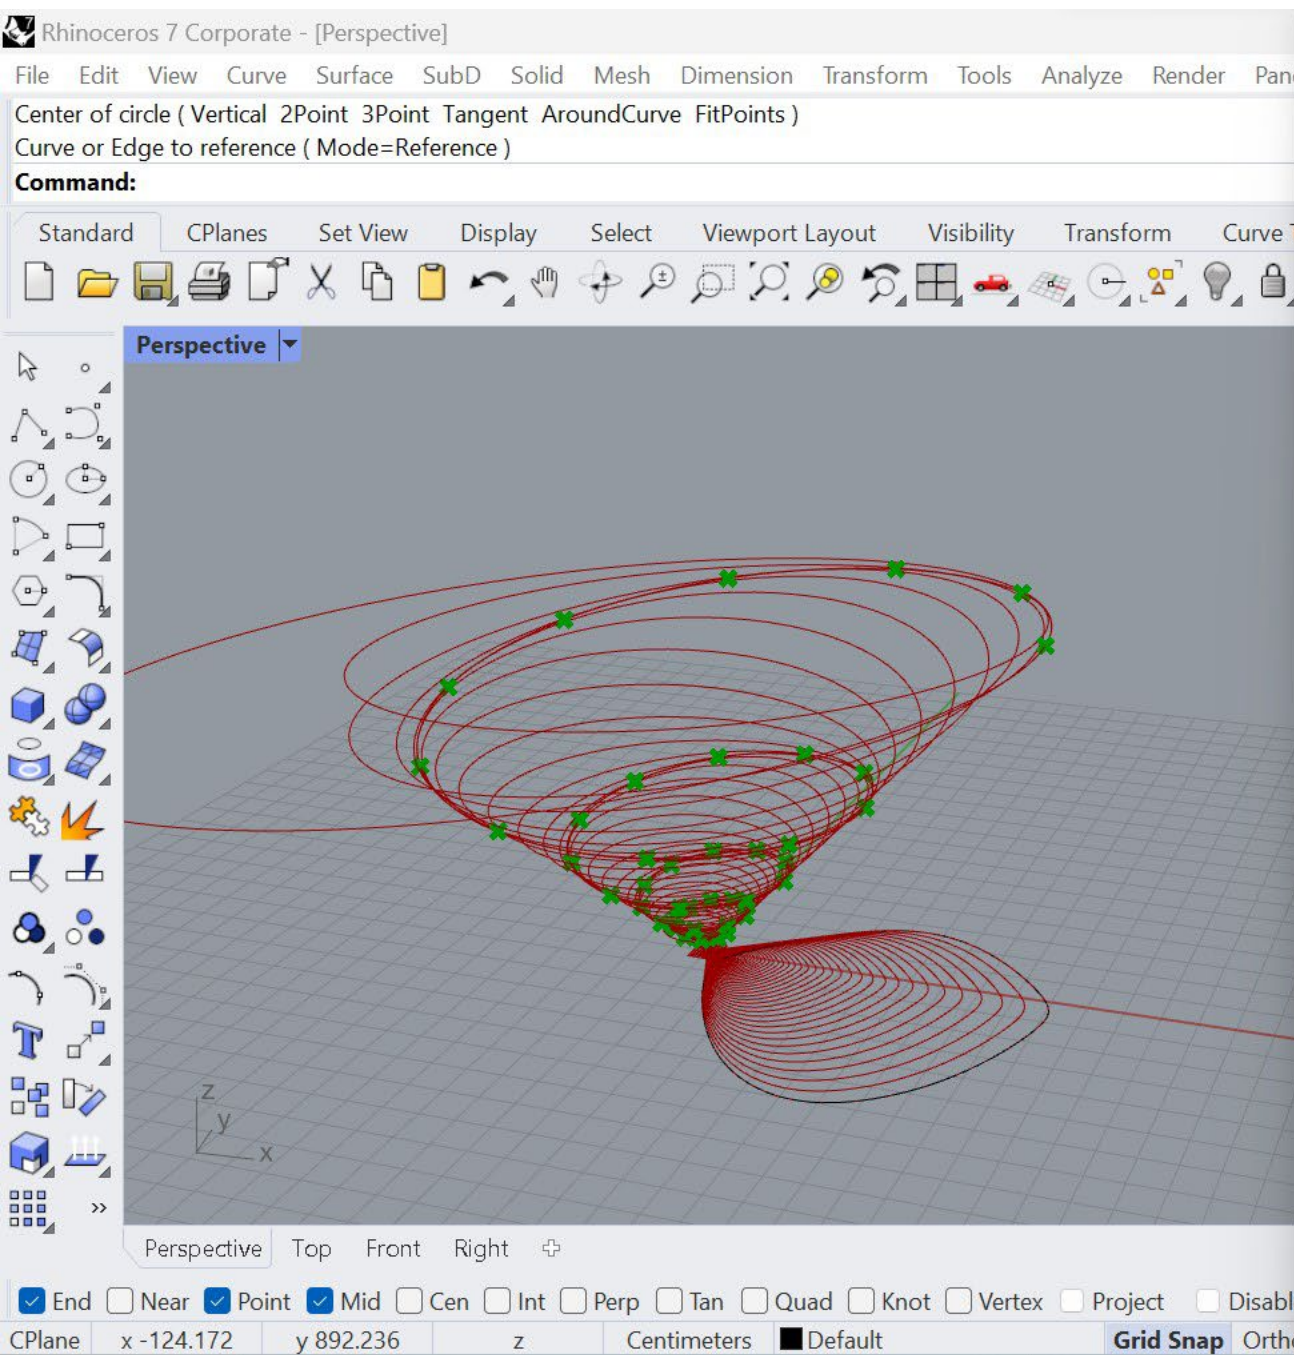 Rhinoceros 7 Corporate - [Perspective]
File Edit View Curve Surface SubD Solid Mesh Dimension Transform Tools Analyze Render
Center of circle ( Vertical 2Point 3Point Tangent AroundCurve FitPoints )
Curve or Edge to reference ( Mode=Reference )
Command:
Standard CPlanes Set View Display Select Viewport Layout Visibility Transform Curve
Perspective
z
y
x
Perspective Top Front Right
End Near Point Mid Cen Int Perp Tan Quad Knot Vertex Project
CPlane x -124.172 y 892.236 z Centimeters Default Grid Snap